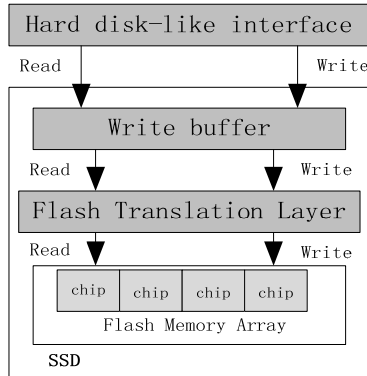 Hard disk-like interface
Read Write
Write buffer
Read Write
Flash Translation Layer
Read Write
chip chip chip chip
Flash Memory Array
SSD